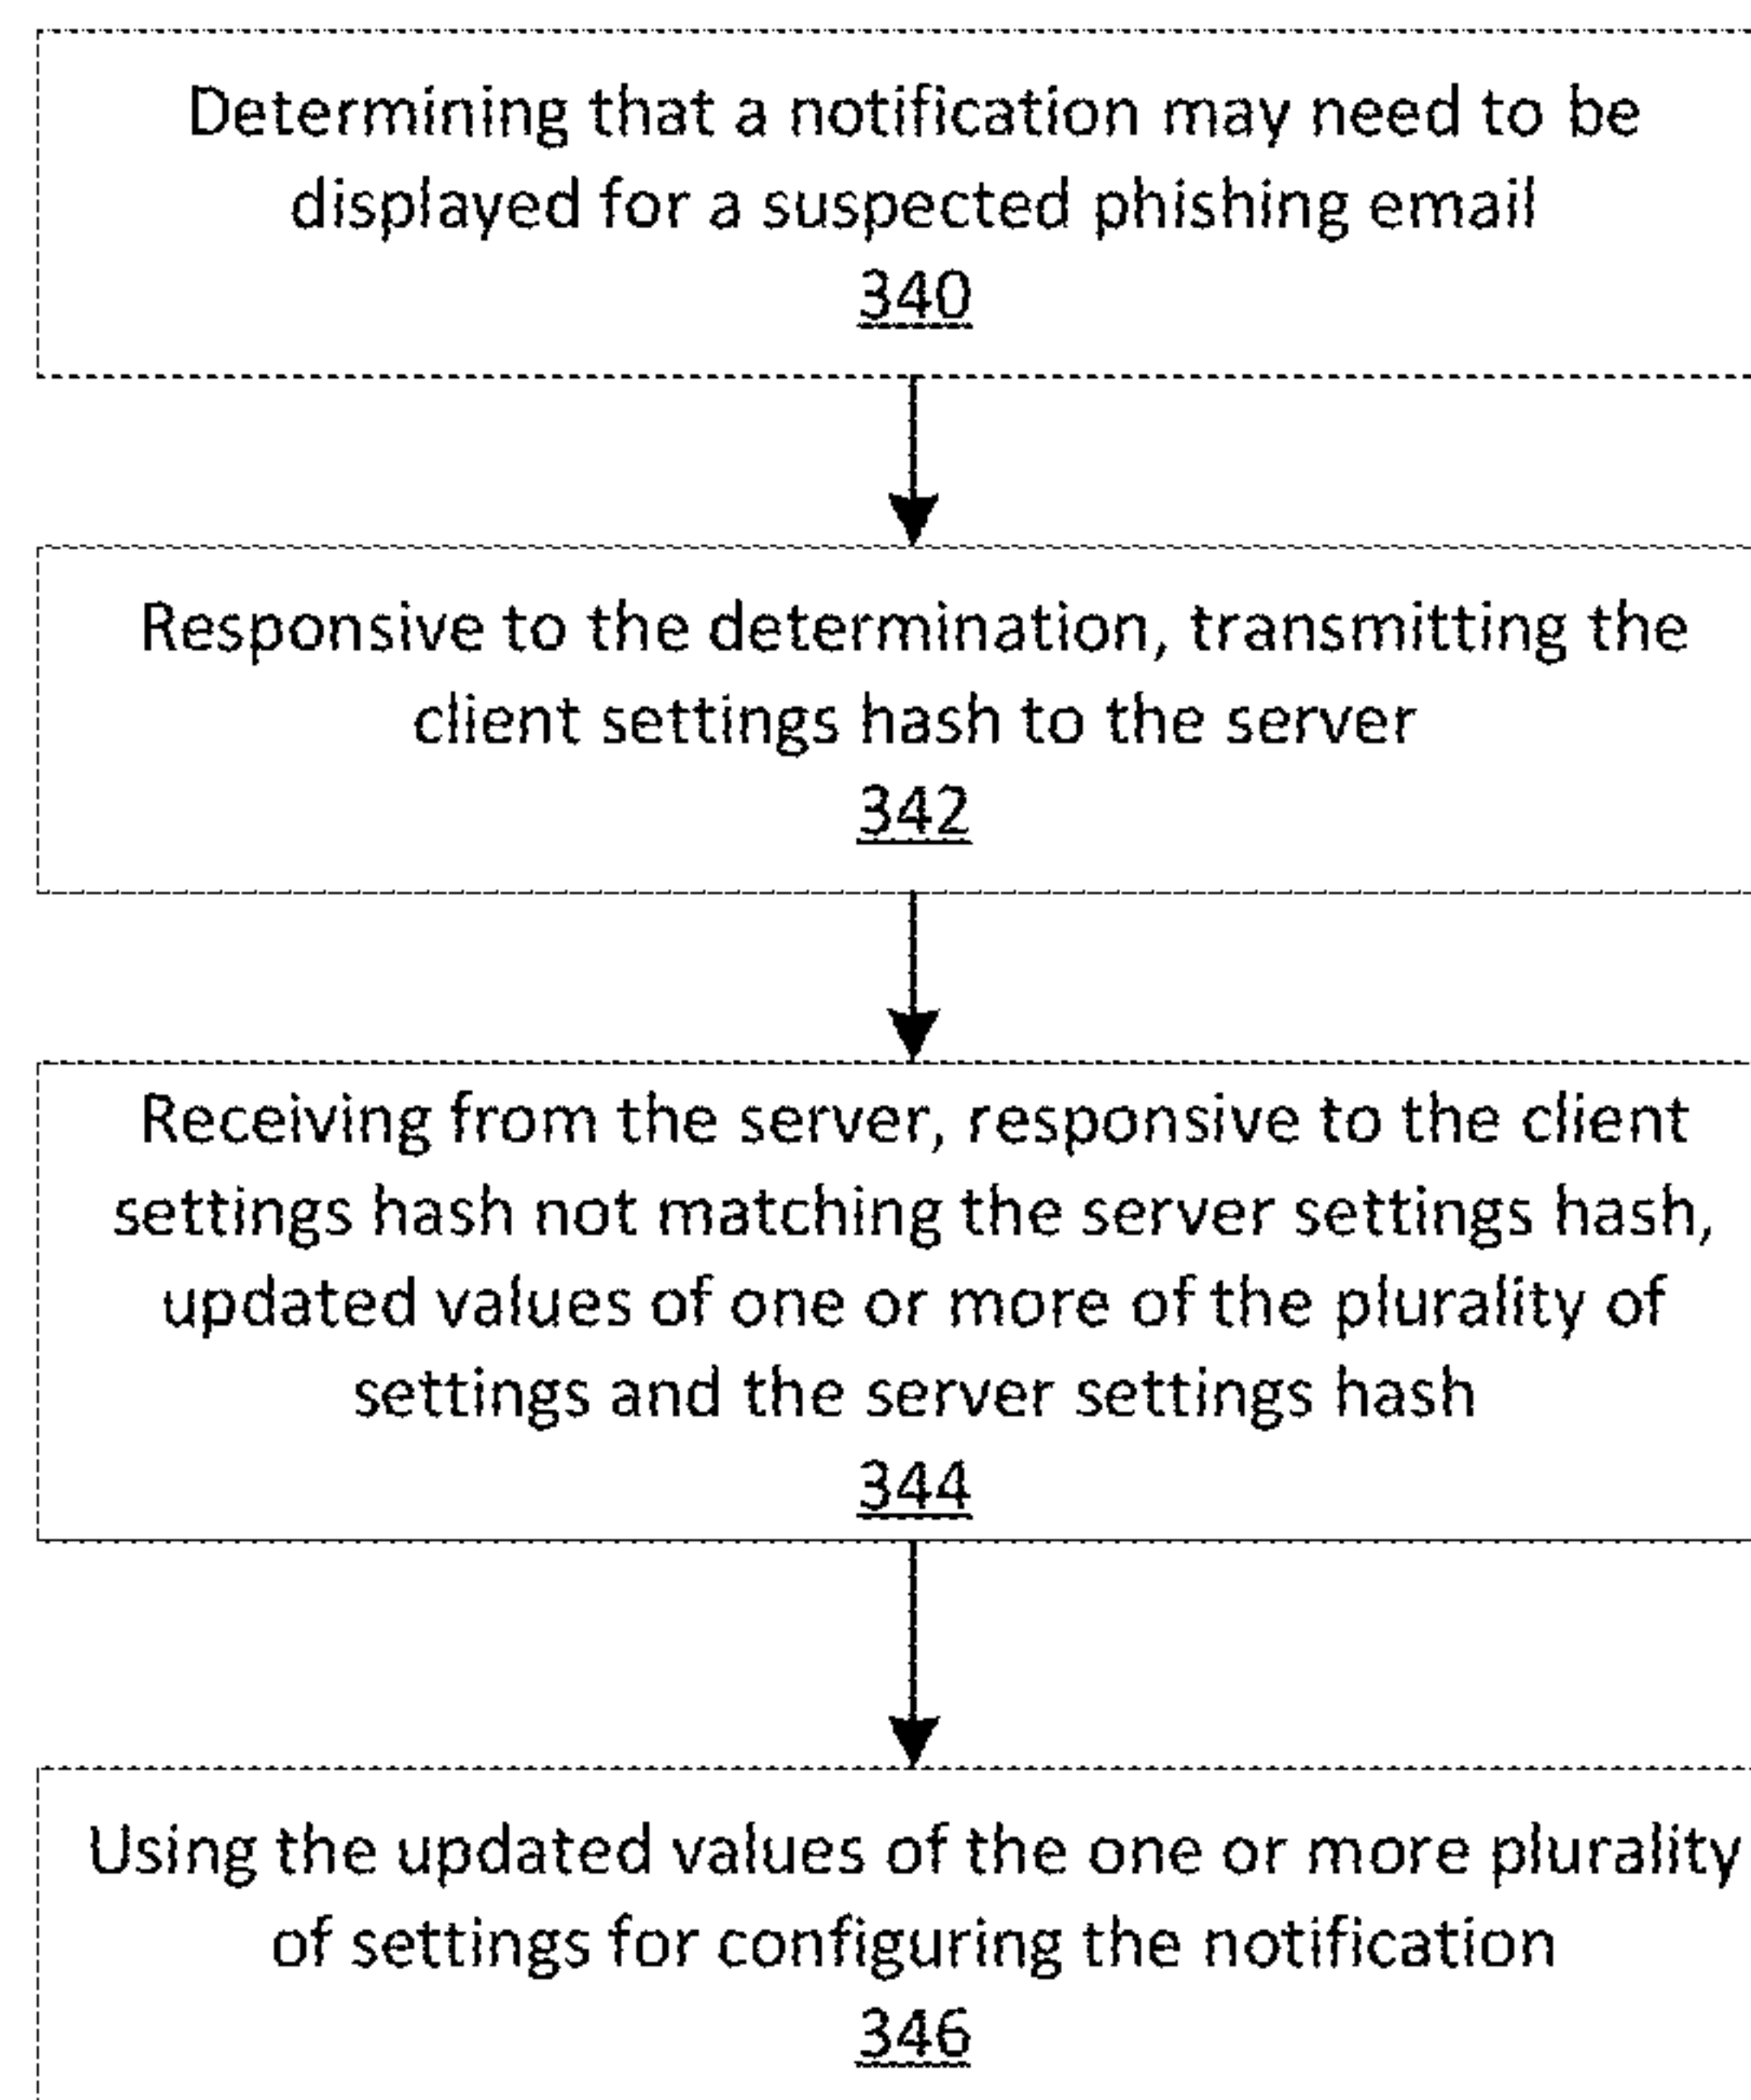 Determining that a notification may need to be
displayed for a suspected phishing email
340
Responsive to the determination, transmitting the
client settings hash to the server
342
Receiving from the server, responsive to the client
settings hash not matching the server settings hash,
updated values of one or more of the plurality of
settings and the server settings hash
344
Using the updated values of the one or more plurality
of settings for configuring the notification
346